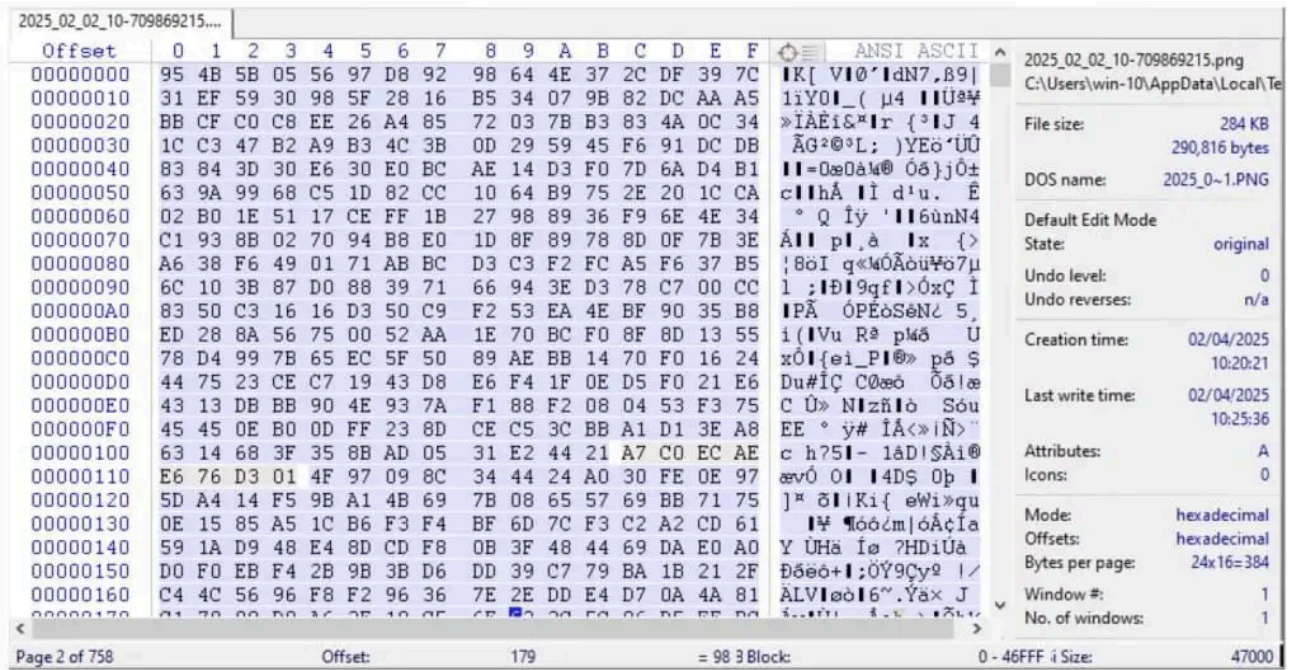 2025_02_02_10-709869215....
Offset 0 1 2 3 4 5 6 7 8 9 A B C D E F ANSI ASCII
00000000 95 4B 5B 05 56 97 D8 92 98 64 4E 37 2C DF 39 7C
00000010 31 EF 59 30 98 5F 28 16 B5 34 07 9B 82 DC AA A5
00000020 BB CF C0 C8 EE 26 A4 85 72 03 7B B3 83 4A 0C 34
00000030 1C C3 47 B2 A9 B3 4C 3B 0D 29 59 45 F6 91 DC DB
00000040 83 84 3D 30 E6 30 E0 BC AE 14 D3 F0 7D 6A D4 B1
00000050 63 9A 99 68 C5 1D 82 CC 10 64 B9 75 2E 20 1C CA
00000060 02 B0 1E 51 17 CE FF 1B 27 98 89 36 F9 6E 4E 34
00000070 C1 93 8B 02 70 94 B8 E0 1D 8F 89 78 8D 0F 7B 3E
00000080 A6 38 F6 49 01 71 AB BC D3 C3 F2 FC A5 F6 37 B5
00000090 6C 10 3B 87 D0 88 39 71 66 94 3E D3 78 C7 00 CC
000000A0 83 50 C3 16 16 D3 50 C9 F2 53 EA 4E BF 90 35 B8
000000B0 ED 28 8A 56 75 00 52 AA 1E 70 BC F0 8F 8D 13 55
000000C0 78 D4 99 7B 65 EC 5F 50 89 AE BB 14 70 F0 16 24
000000D0 44 75 23 CE C7 19 43 D8 E6 F4 1F 0E D5 F0 21 E6
000000E0 43 13 DB BB 90 4E 93 7A F1 88 F2 08 04 53 F3 75
000000F0 45 45 0E B0 0D FF 23 8D CE C5 3C BB A1 D1 3E A8
00000100 63 14 68 3F 35 8B AD 05 31 E2 44 21 A7 C0 EC AE
00000110 E6 76 D3 01 4F 97 09 8C 34 44 24 A0 30 FE 0E 97
00000120 5D A4 14 F5 9B A1 4B 69 7B 08 65 57 69 BB 71 75
00000130 0E 15 85 A5 1C B6 F3 F4 BF 6D 7C F3 C2 A2 CD 61
00000140 59 1A D9 48 E4 8D CD F8 0B 3F 48 44 69 DA E0 A0
00000150 D0 F0 EB F4 2B 9B 3B D6 DD 39 C7 79 BA 1B 21 2F
00000160 C4 4C 56 96 F8 F2 96 36 7E 2E DD E4 D7 0A 4A 81
2025_02_02_10-709869215.png
C:\Users\win-10\AppData\Local\Te
File size: 284 KB
290,816 bytes
DOS name: 2025_0~1.PNG
Default Edit Mode
State: original
Undo level: 0
Undo reverses: n/a
Creation time: 02/04/2025
10:20:21
Last write time: 02/04/2025
10:25:36
Attributes: A
Icons: 0
Mode: hexadecimal
Offsets: hexadecimal
Bytes per page: 24x16=384
Window #: 1
No. of windows: 1
Page 2 of 758 Offset: 179 = 98 Block: 0 - 46FFF Size: 47000